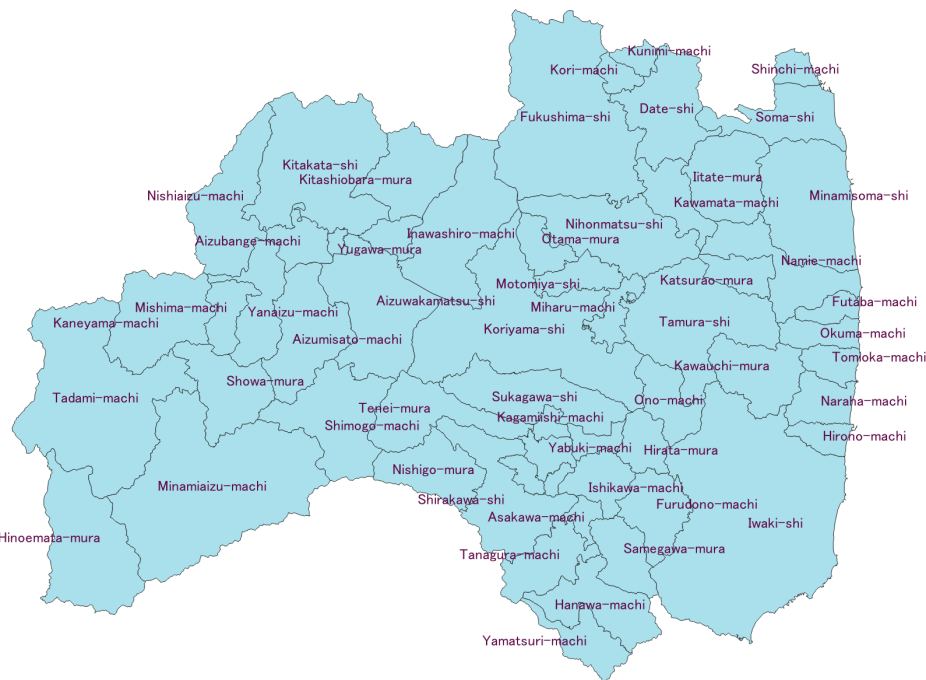 Kunimi-machi
Kori-machi
Shinchi-machi
Date-shi
Fukushima-shi
Soma-shi
Kitakata-shi
Kitashiobara-mura
Iitate-mura
Nishiaizu-machi
Minamisoma-shi
Kawamata-machi
Nihonmatsu-shi
Inawashiro-machi
Otama-mura
Aizubange-machi
Yugawa-mura
Namie-machi
Katsurao-mura
Motomiya-shi
Aizuwakamatsu-shi
Futaba-machi
Mishima-machi
Miharu-machi
Yanaizu-machi
Kaneyama-machi
Tamura-shi
Koriyama-shi
Okuma-machi
Aizumisato-machi
Tomioka-machi
Kawauchi-mura
Showa-mura
Tadami-machi
Sukagawa-shi
Ono-machi
Naraha-machi
Tenei-mura
Kagamiishi-machi
Shimogo-machi
Hirono-machi
Yabuki-machi
Hirata-mura
Nishigo-mura
Minamiaizu-machi
Ishikawa-machi
Shirakawa-shi
Furudono-machi
Asakawa-machi
Iwaki-shi
Hinoemata-mura
Samegawa-mura
Tanagura-machi
Hanawa-machi
Yamatsuri-machi